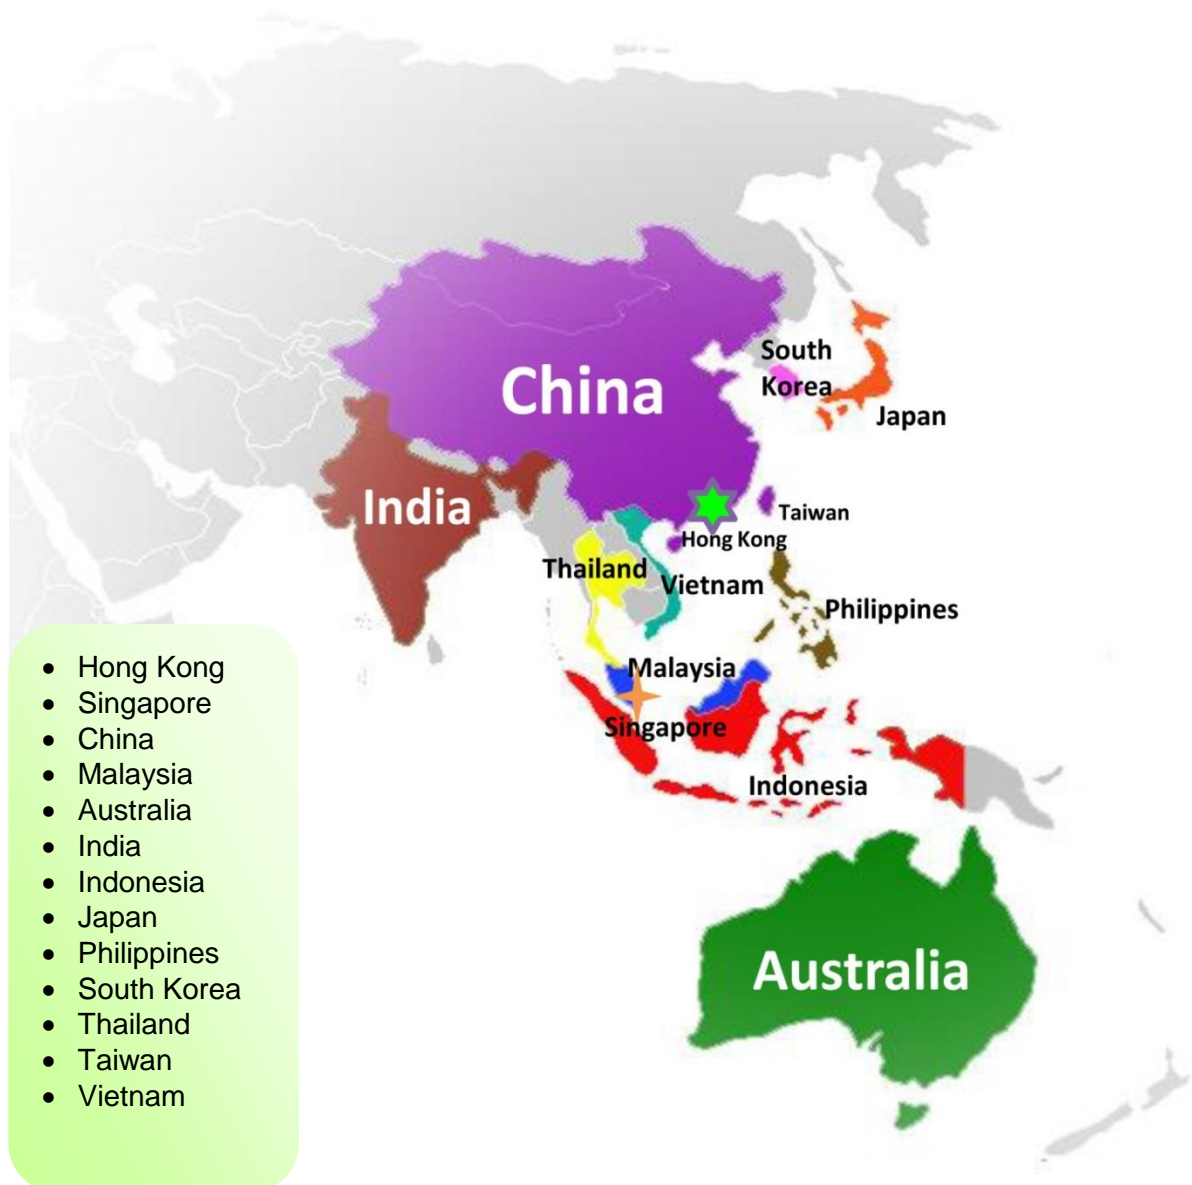 China
South
Korea
Japan
India
Taiwan
Hong Kong
Thailand
Vietnam
Philippines
Malaysia
Singapore
Indonesia
Australia
• Hong Kong
• Singapore
• China
• Malaysia
• Australia
• India
• Indonesia
• Japan
• Philippines
• South Korea
• Thailand
• Taiwan
• Vietnam